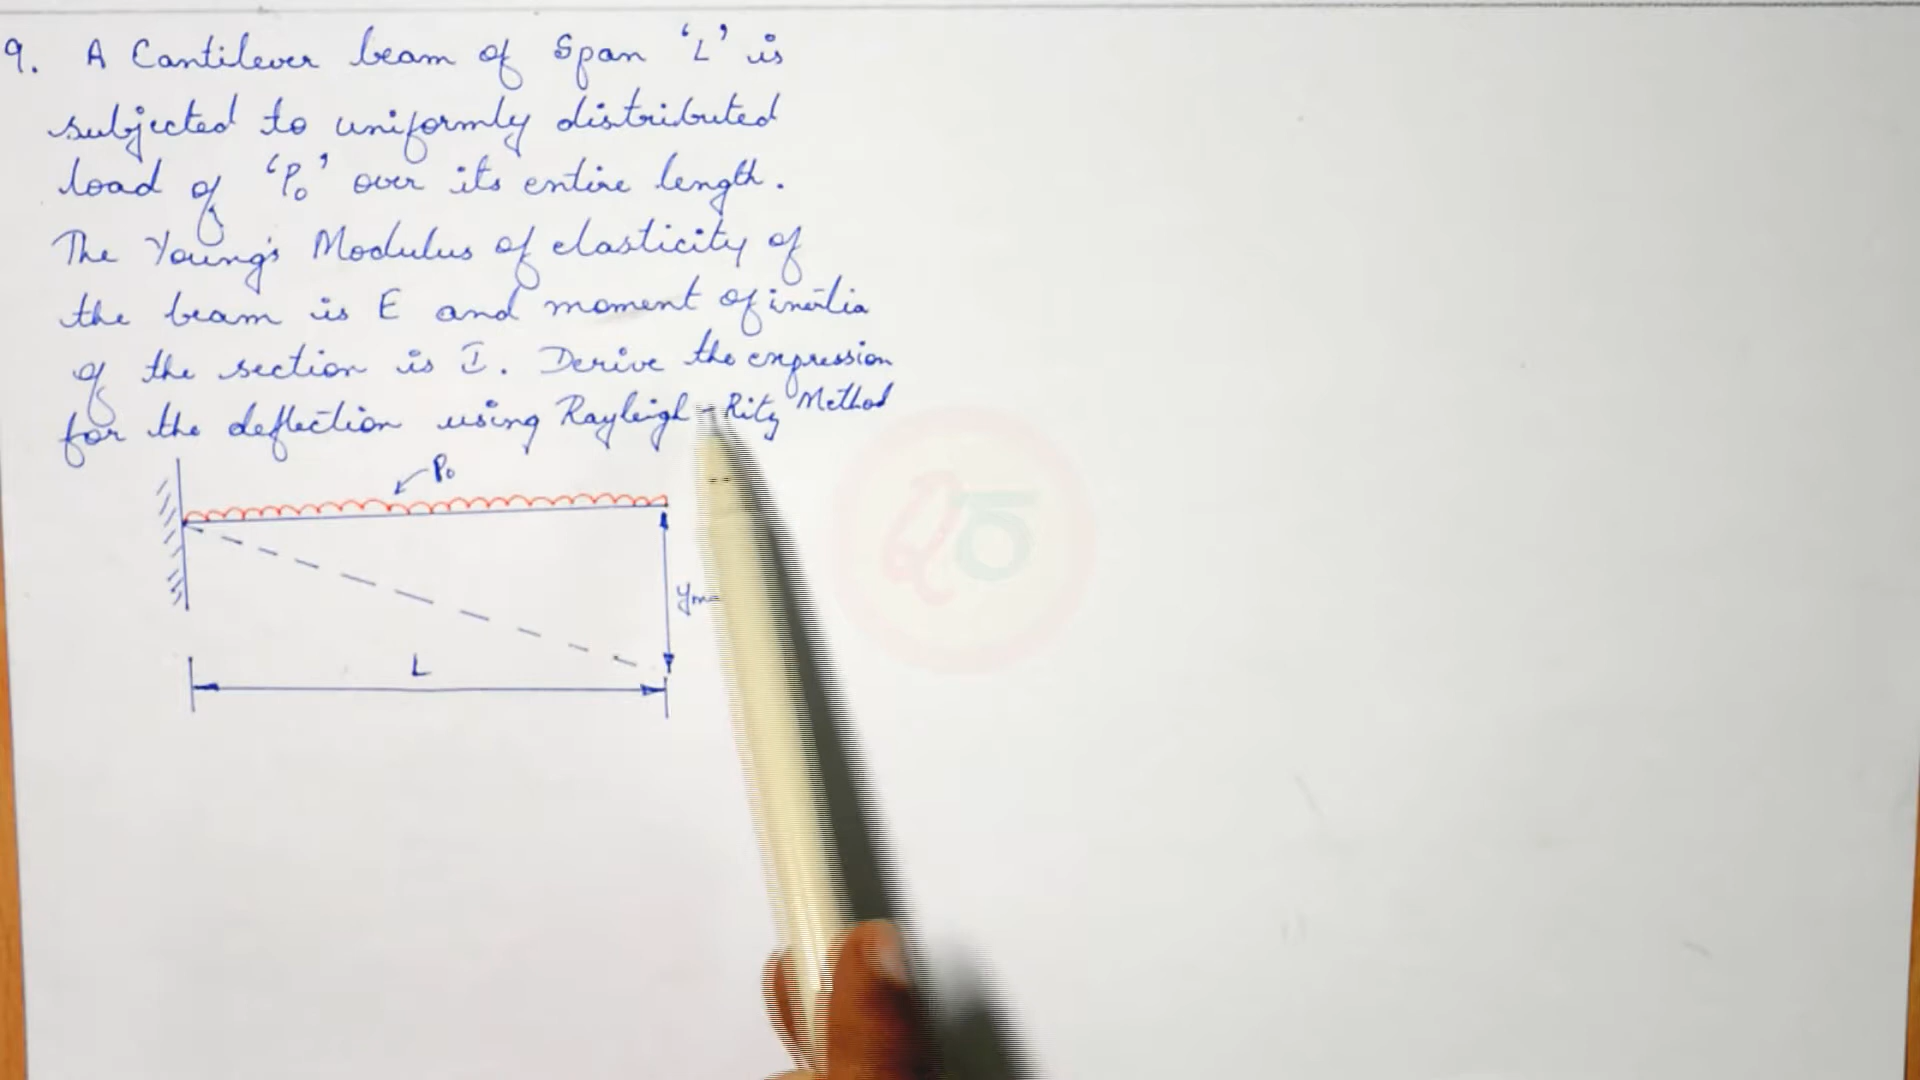 9. A Cantilever beam of Span 'L' is
subjected to uniformly distributed
load of 'P₀' over its entire length.
The Young's Modulus of elasticity of
the beam is E and moment of inertia
of the section is I. Derive the expression
for the deflection using Rayleigh-Ritz Method
P₀
L